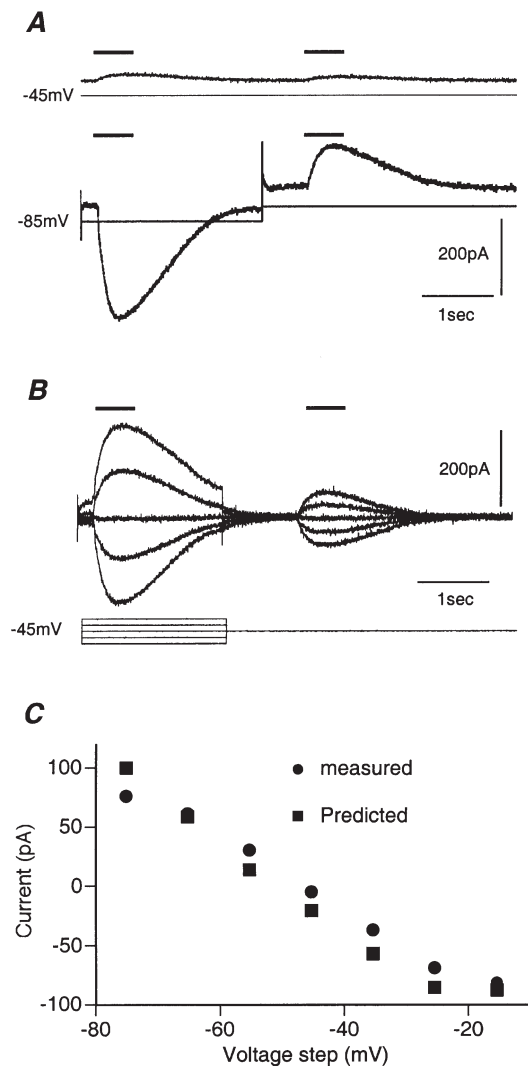 A
-45mV
-85mV
200pA
1sec
B
200pA
1sec
-45mV
C
measured
Predicted
100
50
0
-50
-100
Current (pA)
-80
-60
-40
-20
Voltage step (mV)